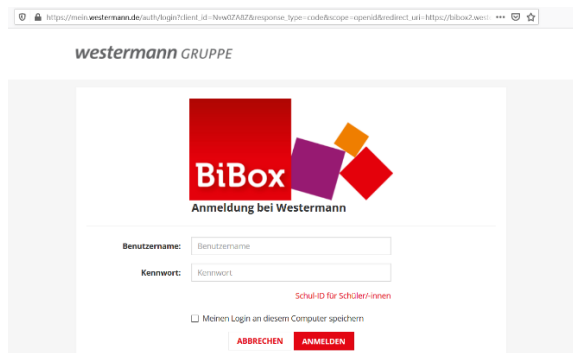 https://mein.westermann.de/auth/login?client_id=Nvw0ZA8Z&response_type=code&scope=openid&redirect_uri=https://bibox2.west
westermann GRUPPE
BiBox
Anmeldung bei Westermann
Benutzername: Benutzername
Kennwort: Kennwort
Schul-ID für Schüler/-innen
Meinen Login an diesem Computer speichern
ABBRECHEN ANMELDEN